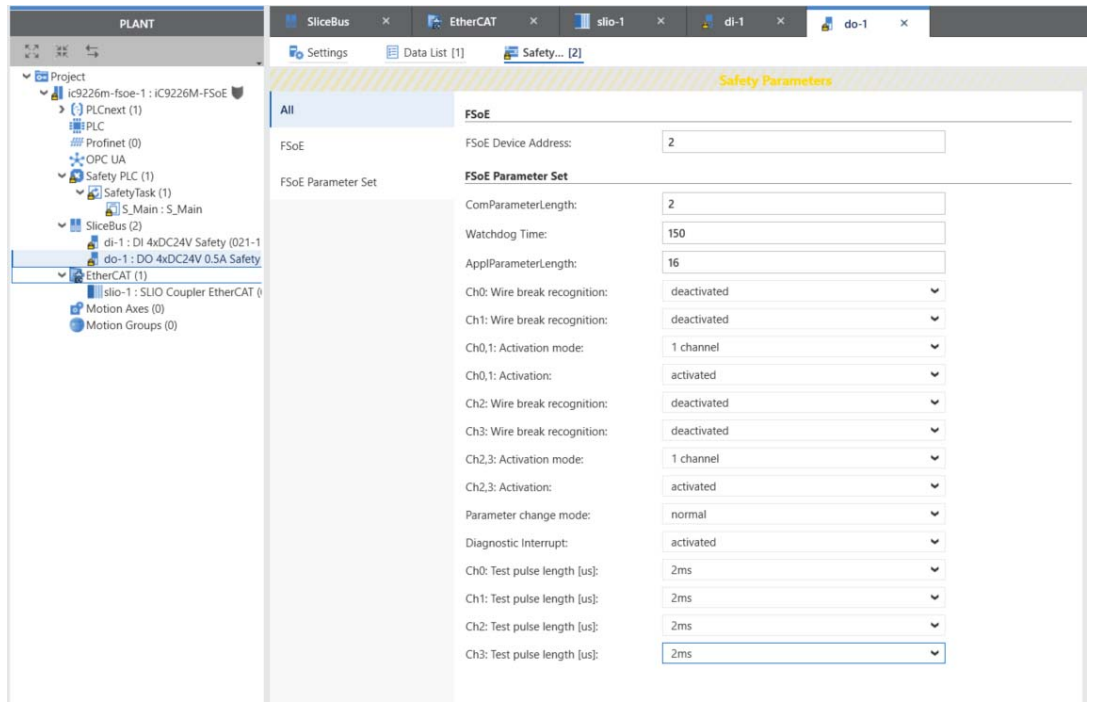 PLANT
Project
ic9226m-fsoe-1 : iC9226M-FSoE
PLCnext (1)
PLC
Profinet (0)
OPC UA
Safety PLC (1)
SafetyTask (1)
S_Main : S_Main
SliceBus (2)
di-1 : DI 4xDC24V Safety (021-1
do-1 : DO 4xDC24V 0.5A Safety
EtherCAT (1)
slio-1 : SLIO Coupler EtherCAT (
Motion Axes (0)
Motion Groups (0)
SliceBus × EtherCAT × slio-1 × di-1 × do-1 ×
Settings Data List [1] Safety... [2]
Safety Parameters
All
FSoE
FSoE Parameter Set
FSoE
FSoE Device Address: 2
FSoE Parameter Set
ComParameterLength: 2
Watchdog Time: 150
ApplParameterLength: 16
Ch0: Wire break recognition: deactivated
Ch1: Wire break recognition: deactivated
Ch0,1: Activation mode: 1 channel
Ch0,1: Activation: activated
Ch2: Wire break recognition: deactivated
Ch3: Wire break recognition: deactivated
Ch2,3: Activation mode: 1 channel
Ch2,3: Activation: activated
Parameter change mode: normal
Diagnostic Interrupt: activated
Ch0: Test pulse length [us]: 2ms
Ch1: Test pulse length [us]: 2ms
Ch2: Test pulse length [us]: 2ms
Ch3: Test pulse length [us]: 2ms